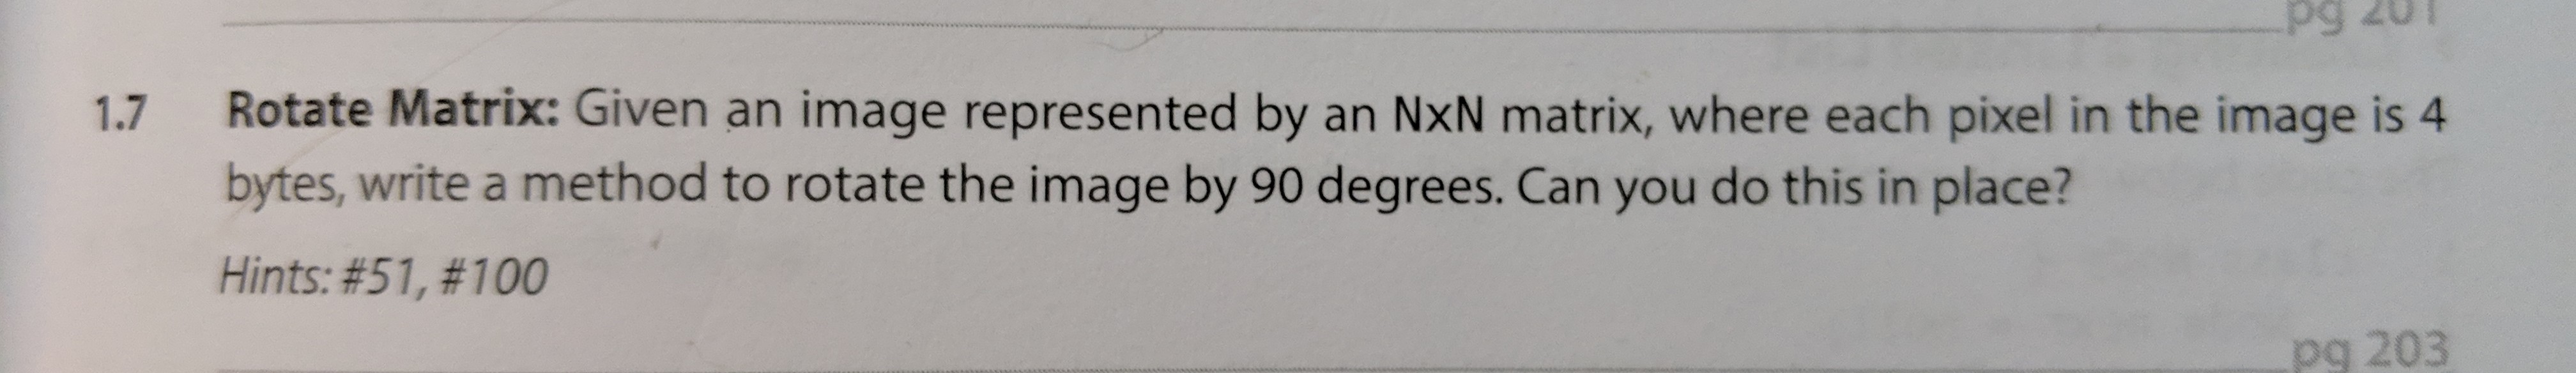 pg 201
1.7 Rotate Matrix: Given an image represented by an NxN matrix, where each pixel in the image is 4
bytes, write a method to rotate the image by 90 degrees. Can you do this in place?
Hints: #51, #100
pg 203